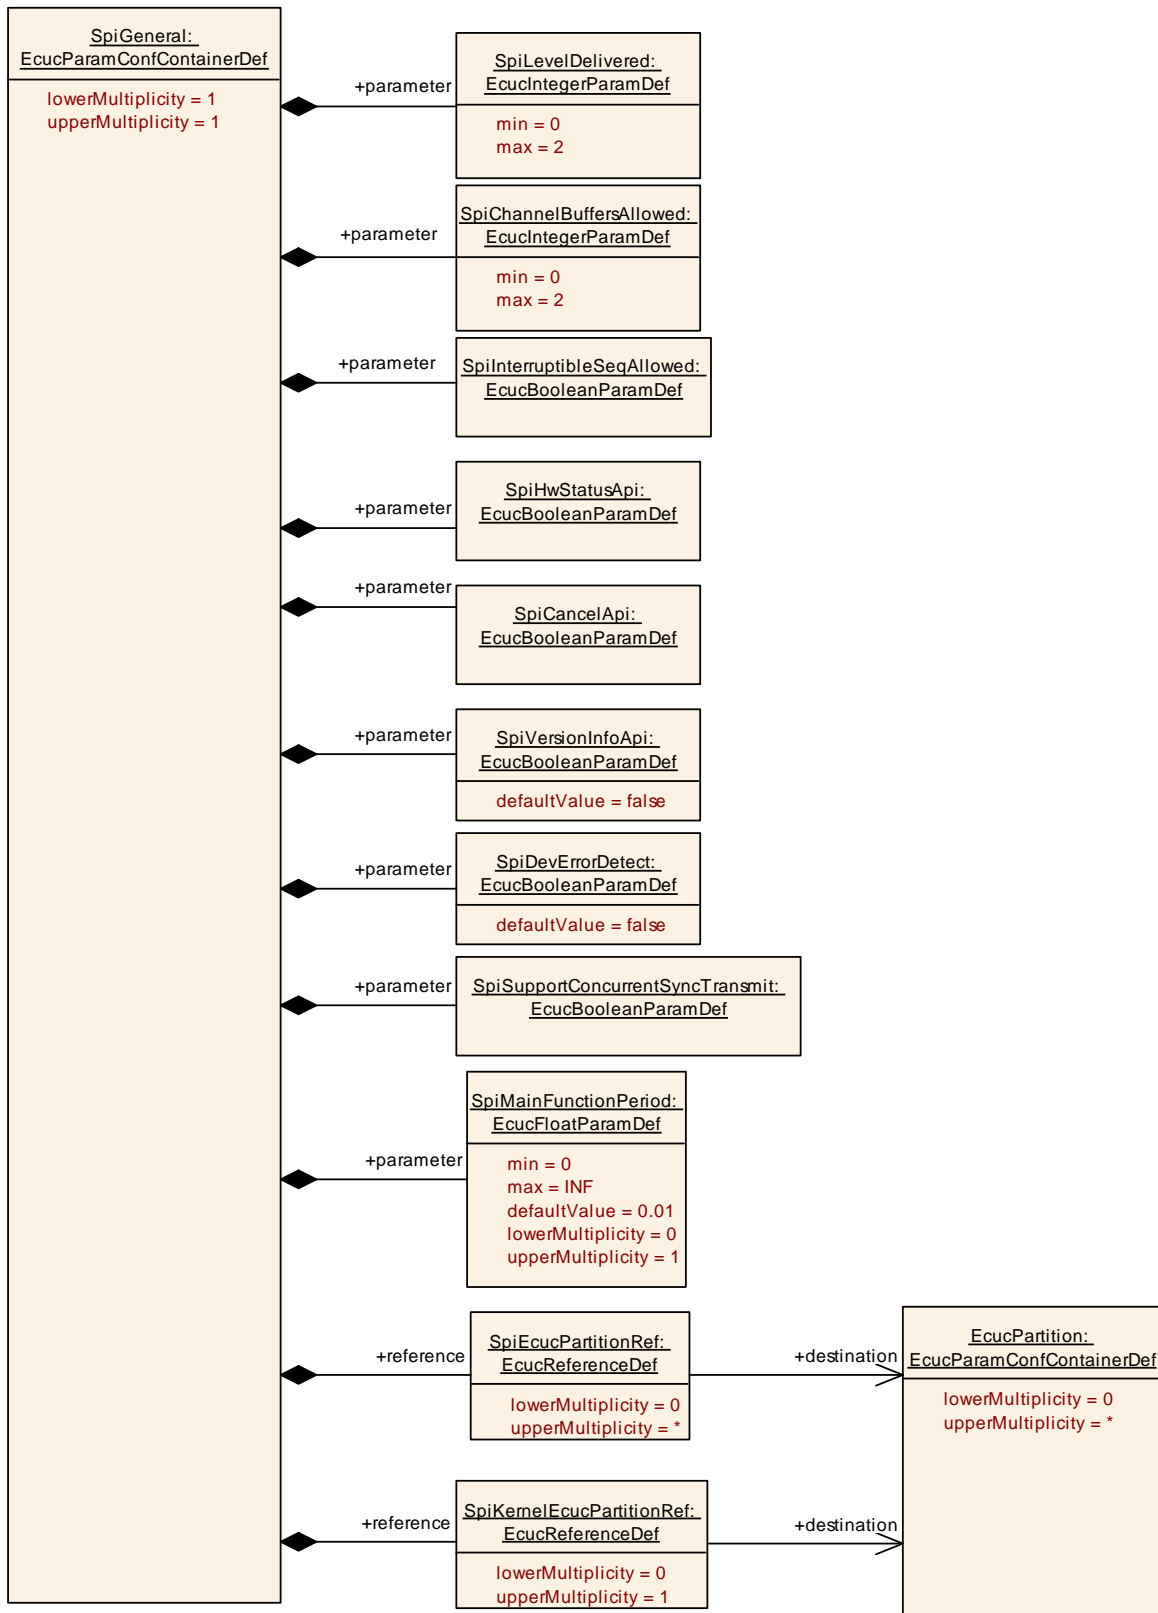 SpiGeneral:
EcucParamConfContainerDef
lowerMultiplicity = 1
upperMultiplicity = 1
+parameter
SpiLevelDelivered:
EcucIntegerParamDef
min = 0
max = 2
+parameter
SpiChannelBuffersAllowed:
EcucIntegerParamDef
min = 0
max = 2
+parameter
SpiInterruptibleSeqAllowed:
EcucBooleanParamDef
+parameter
SpiHwStatusApi:
EcucBooleanParamDef
+parameter
SpiCancelApi:
EcucBooleanParamDef
+parameter
SpiVersionInfoApi:
EcucBooleanParamDef
defaultValue = false
+parameter
SpiDevErrorDetect:
EcucBooleanParamDef
defaultValue = false
+parameter
SpiSupportConcurrentSyncTransmit:
EcucBooleanParamDef
+parameter
SpiMainFunctionPeriod:
EcucFloatParamDef
min = 0
max = INF
defaultValue = 0.01
lowerMultiplicity = 0
upperMultiplicity = 1
+reference
SpiEcucPartitionRef:
EcucReferenceDef
lowerMultiplicity = 0
upperMultiplicity = *
+destination
EcucPartition:
EcucParamConfContainerDef
lowerMultiplicity = 0
upperMultiplicity = *
+reference
SpiKernelEcucPartitionRef:
EcucReferenceDef
lowerMultiplicity = 0
upperMultiplicity = 1
+destination